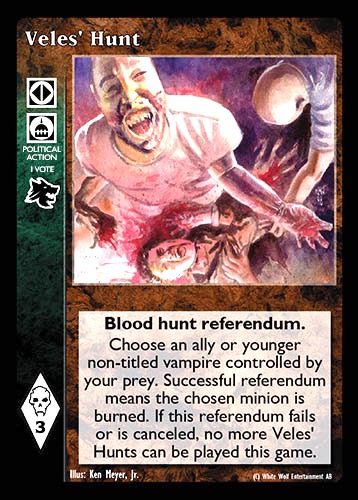 Veles' Hunt
POLITICAL
ACTION
1 VOTE
Blood hunt referendum.
Choose an ally or younger
non-titled vampire controlled by
your prey. Successful referendum
means the chosen minion is
burned. If this referendum fails
or is canceled, no more Veles'
Hunts can be played this game.
3
Illus: Ken Meyer, Jr.
(C) White Wolf Entertainment AB